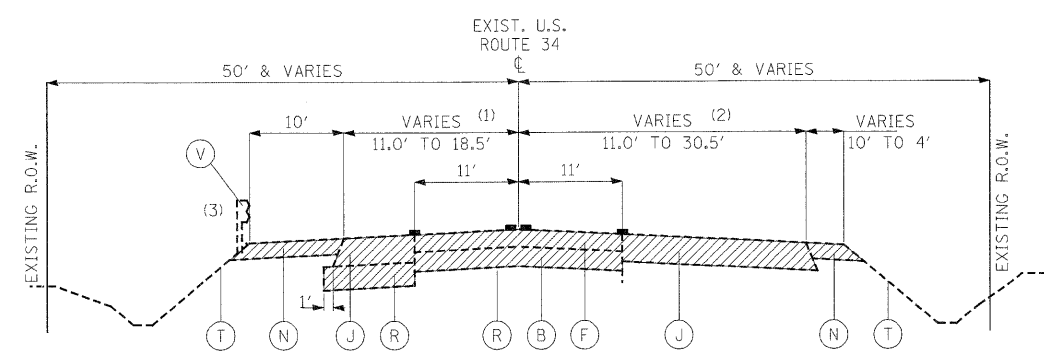 EXIST. U.S.
ROUTE 34
℄
50' & VARIES
50' & VARIES
10'
VARIES (1)
11.0' TO 18.5'
VARIES (2)
11.0' TO 30.5'
VARIES
10' TO 4'
V
(3)
11'
11'
EXISTING R.O.W.
EXISTING R.O.W.
1'
T
N
J
R
R
B
F
J
N
T